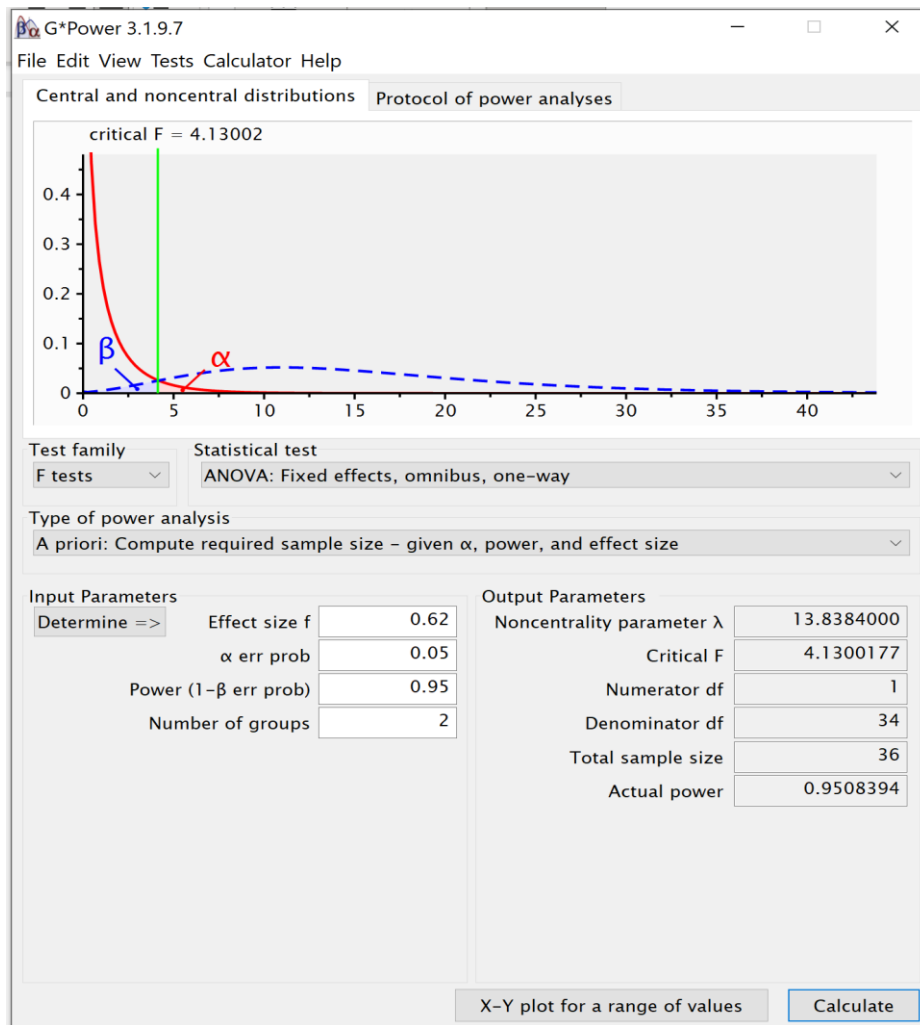 G*Power 3.1.9.7
File Edit View Tests Calculator Help
Central and noncentral distributions Protocol of power analyses
critical F = 4.13002
0.4
0.3
0.2
0.1
0
β
α
0 5 10 15 20 25 30 35 40
Test family Statistical test
F tests ANOVA: Fixed effects, omnibus, one-way
Type of power analysis
A priori: Compute required sample size – given α, power, and effect size
Input Parameters
Determine => Effect size f 0.62
α err prob 0.05
Power (1-β err prob) 0.95
Number of groups 2
Output Parameters
Noncentrality parameter λ 13.8384000
Critical F 4.1300177
Numerator df 1
Denominator df 34
Total sample size 36
Actual power 0.9508394
X-Y plot for a range of values Calculate